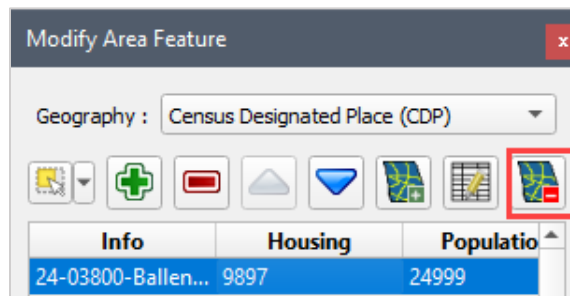 Modify Area Feature x
Geography : Census Designated Place (CDP)
Info Housing Populatio
24-03800-Ballen... 9897 24999